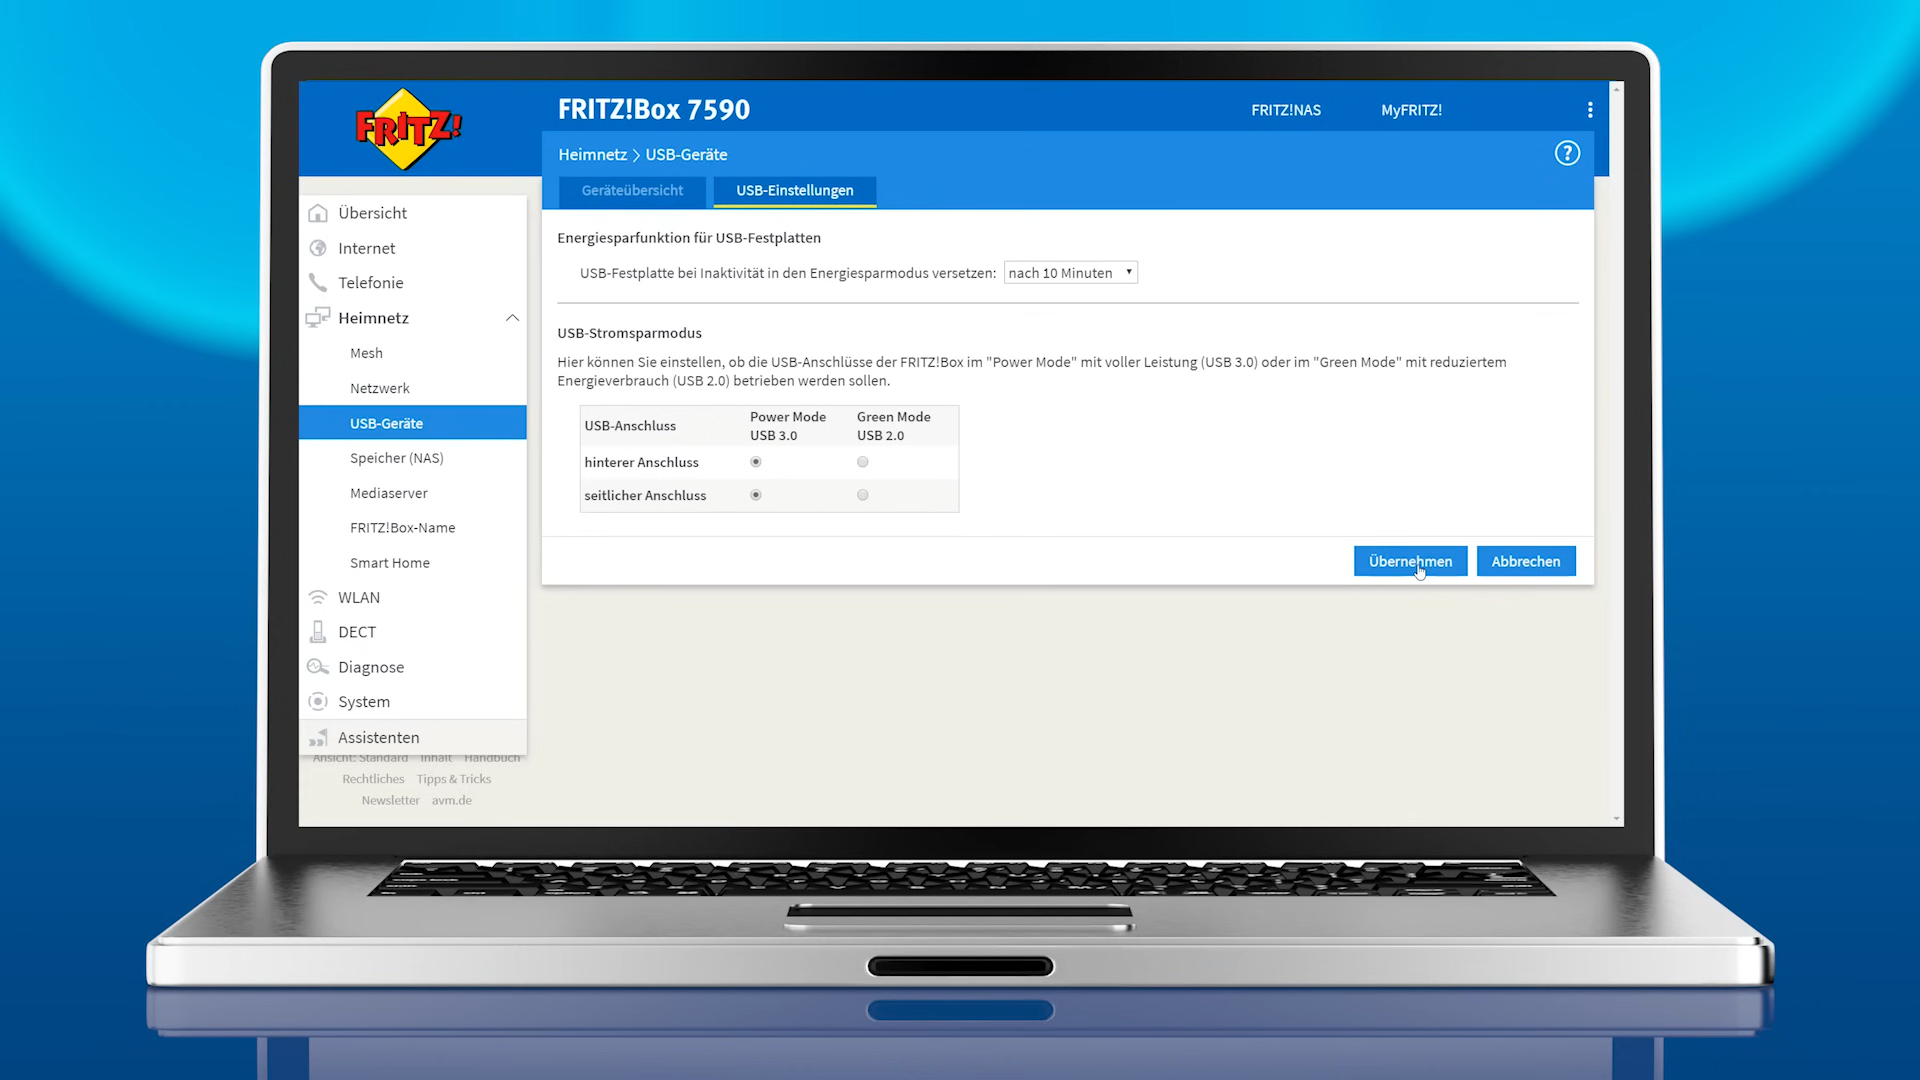 FRITZ!
FRITZ!Box 7590
FRITZ!NAS
MyFRITZ!
Heimnetz > USB-Geräte
?
Geräteübersicht
USB-Einstellungen
Übersicht
Internet
Telefonie
Heimnetz
Mesh
Netzwerk
USB-Geräte
Speicher (NAS)
Mediaserver
FRITZ!Box-Name
Smart Home
WLAN
DECT
Diagnose
System
Assistenten
Ansicht: Standard Inhalt Handbuch
Rechtliches Tipps & Tricks
Newsletter avm.de
Energiesparfunktion für USB-Festplatten
USB-Festplatte bei Inaktivität in den Energiesparmodus versetzen: nach 10 Minuten
USB-Stromsparmodus
Hier können Sie einstellen, ob die USB-Anschlüsse der FRITZ!Box im "Power Mode" mit voller Leistung (USB 3.0) oder im "Green Mode" mit reduziertem
Energieverbrauch (USB 2.0) betrieben werden sollen.
USB-Anschluss
Power Mode
USB 3.0
Green Mode
USB 2.0
hinterer Anschluss
seitlicher Anschluss
Übernehmen
Abbrechen